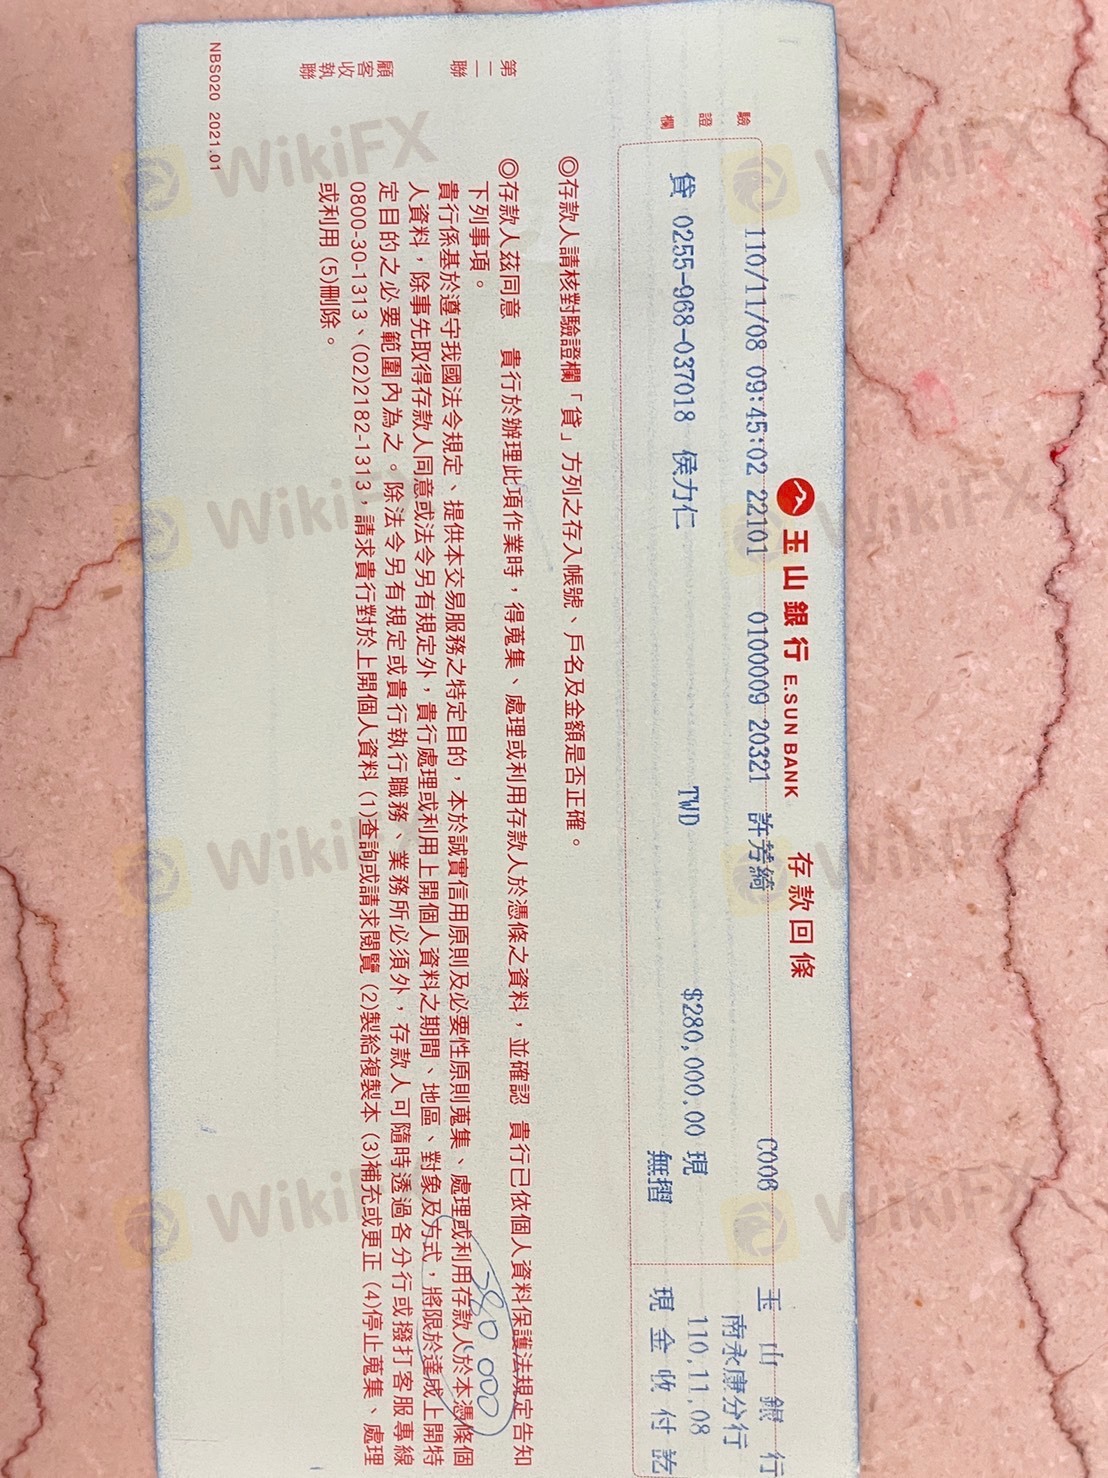 玉山銀行 E.SUN BANK 存款回條
驗證欄
110/11/08 09:45:02 22101 0100009 20321 許芳綺 C006
貸 0255-968-037018 侯力仁 TWD $280,000.00 現
無摺
玉山銀行
南永康分行
110.11.08
現金收付訖
◎存款人請核對驗證欄「貸」方列之存入帳號、戶名及金額是否正確。
◎存款人茲同意 貴行於辦理此項作業時，得蒐集、處理或利用存款人於憑條之資料，並確認 貴行已依個人資料保護法規定告知
下列事項。
貴行係基於遵守我國法令規定、提供本交易服務之特定目的，本於誠實信用原則及必要性原則蒐集、處理或利用存款人於本憑條個
人資料，除事先取得存款人同意或法令另有規定外，貴行處理或利用上開個人資料之期間、地區、對象及方式，將限於達成上開特
定目的之必要範圍內為之。除法令另有規定或貴行執行職務、業務所必須外，存款人可隨時透過各分行或撥打客服專線
0800-30-1313、(02)2182-1313，請求貴行對於上開個人資料 (1)查詢或請求閱覽 (2)製給複製本 (3)補充或更正 (4)停止蒐集、處理
或利用 (5)刪除。
380,000
第二聯
顧客收執聯
NBS020 2021.01
WikiFX
WikiFX
WikiFX
WikiFX
WikiFX
WikiFX
WikiFX
WikiFX